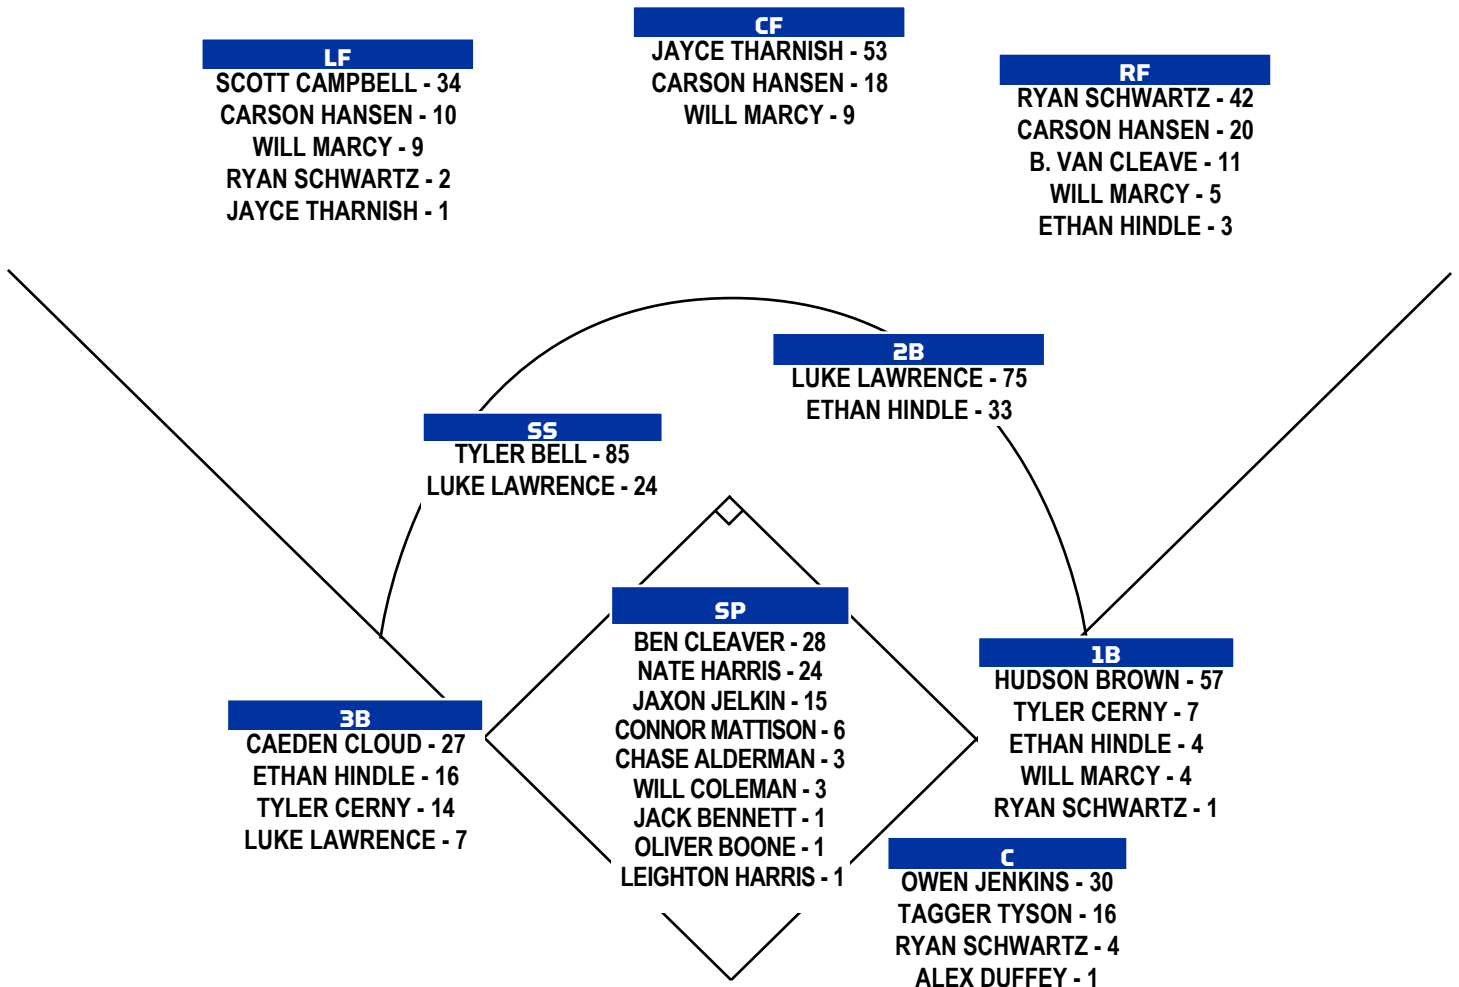 LF
SCOTT CAMPBELL - 34
CARSON HANSEN - 10
WILL MARCY - 9
RYAN SCHWARTZ - 2
JAYCE THARNISH - 1
CF
JAYCE THARNISH - 53
CARSON HANSEN - 18
WILL MARCY - 9
RF
RYAN SCHWARTZ - 42
CARSON HANSEN - 20
B. VAN CLEAVE - 11
WILL MARCY - 5
ETHAN HINDLE - 3
SS
TYLER BELL - 85
LUKE LAWRENCE - 24
2B
LUKE LAWRENCE - 75
ETHAN HINDLE - 33
3B
CAEDEN CLOUD - 27
ETHAN HINDLE - 16
TYLER CERNY - 14
LUKE LAWRENCE - 7
SP
BEN CLEAVER - 28
NATE HARRIS - 24
JAXON JELKIN - 15
CONNOR MATTISON - 6
CHASE ALDERMAN - 3
WILL COLEMAN - 3
JACK BENNETT - 1
OLIVER BOONE - 1
LEIGHTON HARRIS - 1
1B
HUDSON BROWN - 57
TYLER CERNY - 7
ETHAN HINDLE - 4
WILL MARCY - 4
RYAN SCHWARTZ - 1
C
OWEN JENKINS - 30
TAGGER TYSON - 16
RYAN SCHWARTZ - 4
ALEX DUFFEY - 1